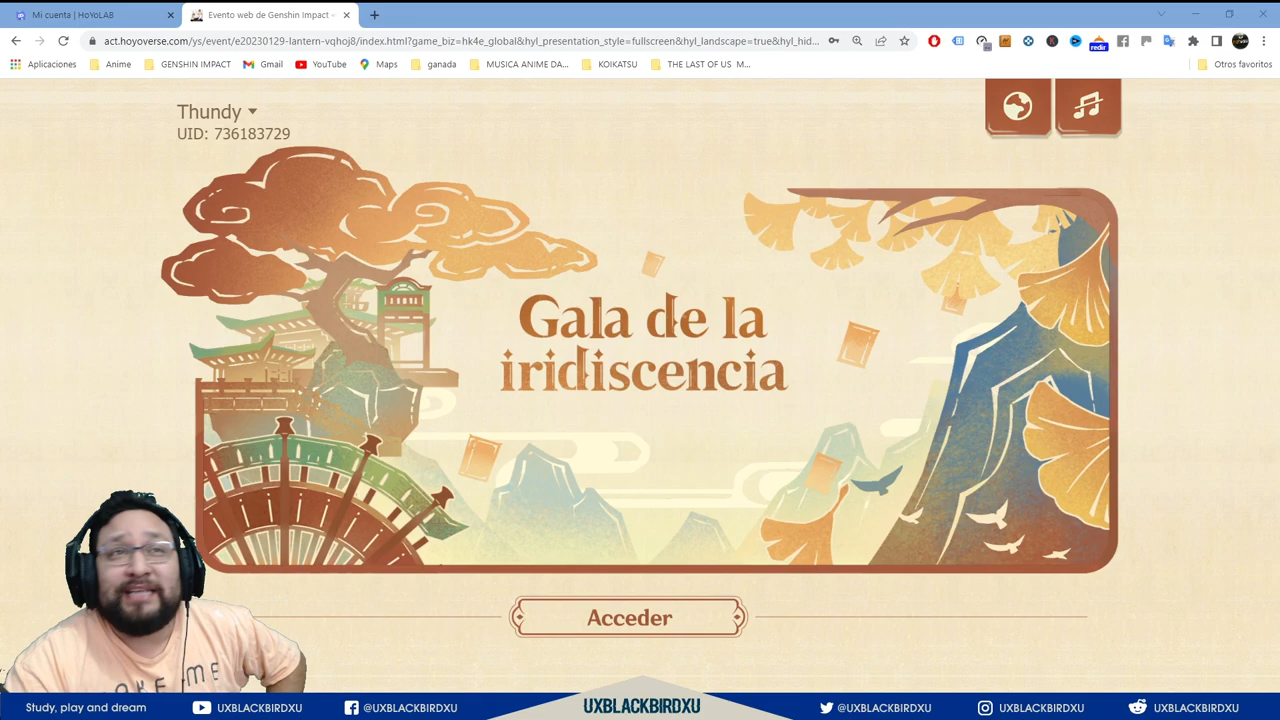 Mi cuenta | HoYoLAB
Evento web de Genshin Impact -
act.hoyoverse.com/ys/event/e20230129-lantern-vqhoj8/index.html?game_biz=hk4e_global&hyl_presentation_style=fullscreen&hyl_landscape=true&hyl_hid...
redir
Aplicaciones Anime GENSHIN IMPACT Gmail YouTube Maps ganada MUSICA ANIME DA... KOIKATSU THE LAST OF US M... Otros favoritos
Thundy
UID: 736183729
Gala de la
iridiscencia
Acceder
Study, play and dream UXBLACKBIRDXU @UXBLACKBIRDXU UXBLACKBIRDXU @UXBLACKBIRDXU UXBLACKBIRDXU UXBLACKBIRDXU